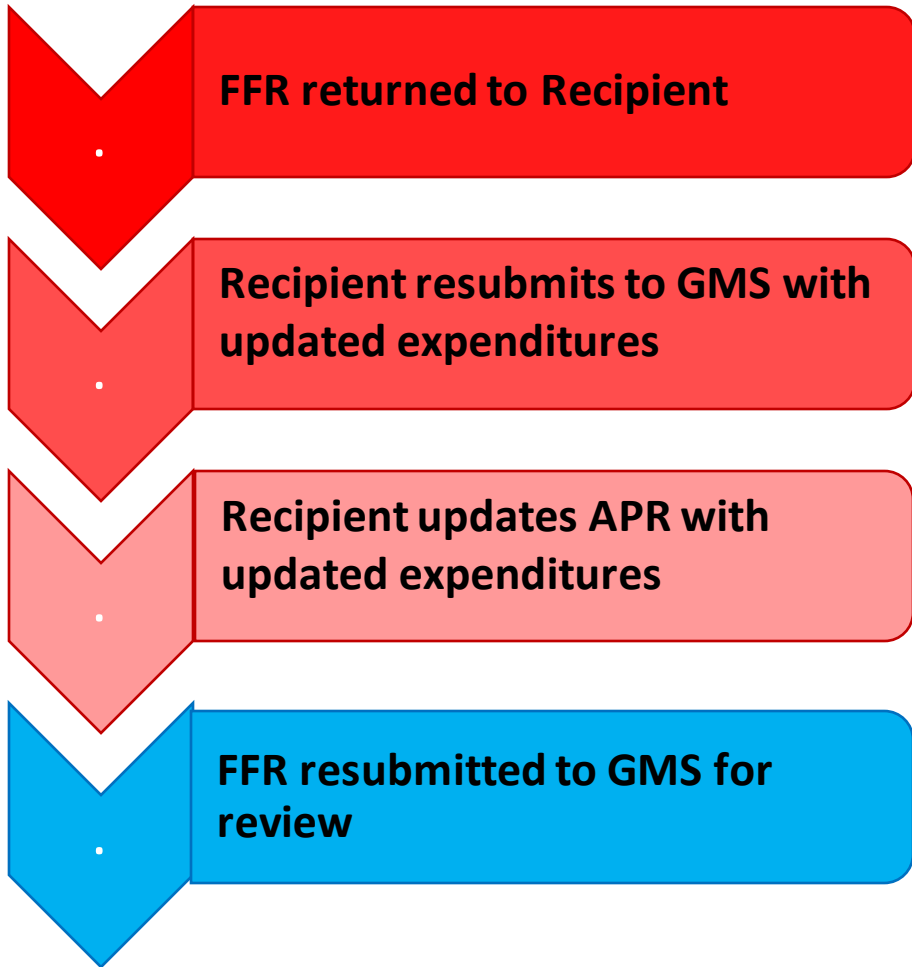 FFR returned to Recipient
Recipient resubmits to GMS with
updated expenditures
Recipient updates APR with
updated expenditures
FFR resubmitted to GMS for
review